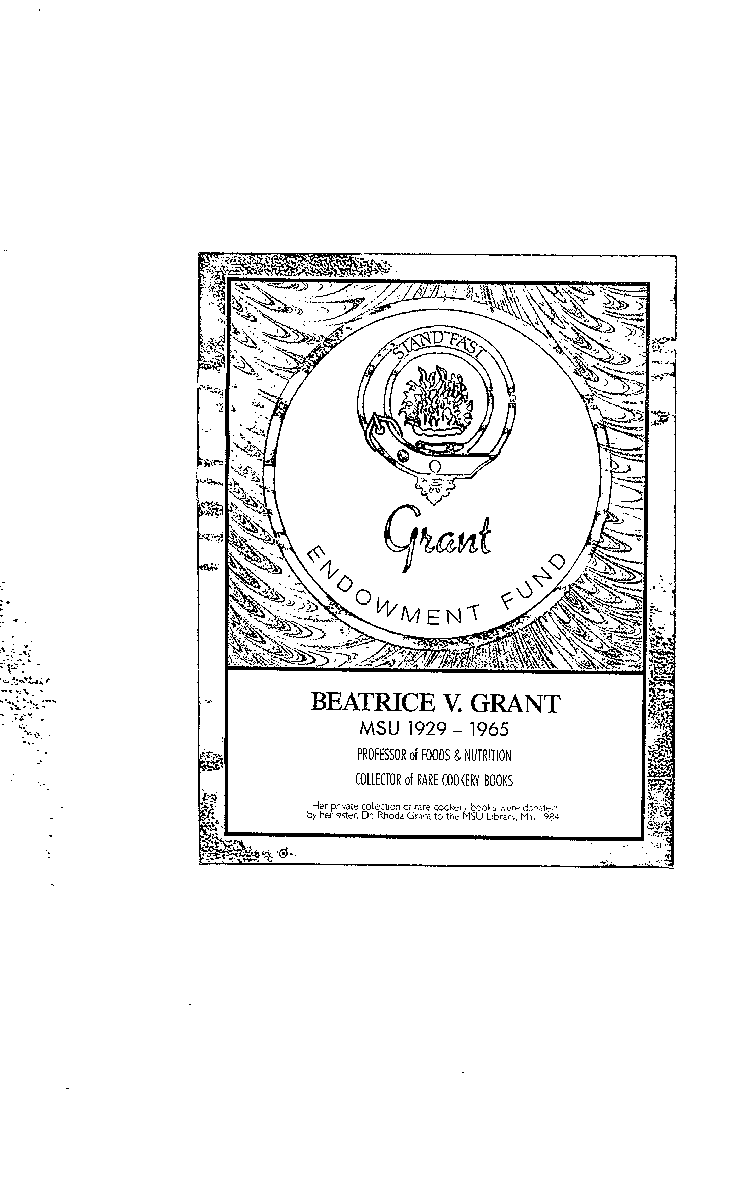 STAND FAST
Grant
ENDOWMENT FUND
BEATRICE V. GRANT
MSU 1929 – 1965
PROFESSOR of FOODS & NUTRITION
COLLECTOR of RARE COOKERY BOOKS
Her private collection of rare cookery books were donated
by her sister, Dr. Rhoda Grant to the MSU Library, 1984